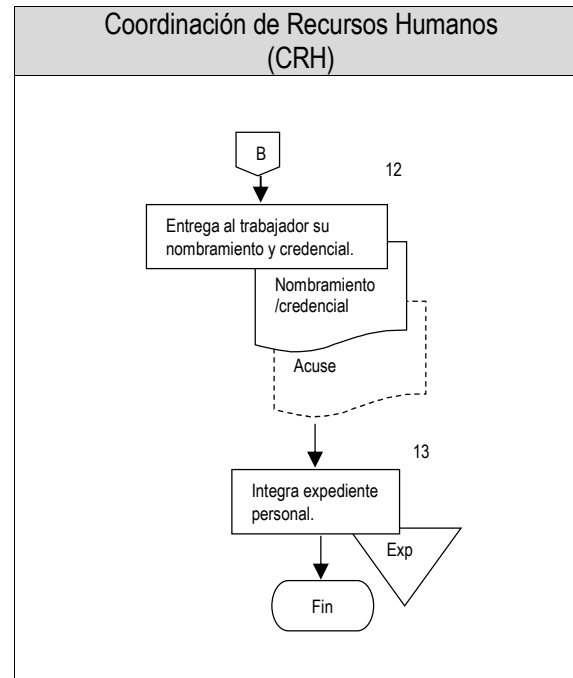 Coordinación de Recursos Humanos
(CRH)
B
12
Entrega al trabajador su
nombramiento y credencial.
Nombramiento
/credencial
Acuse
13
Integra expediente
personal.
Exp
Fin